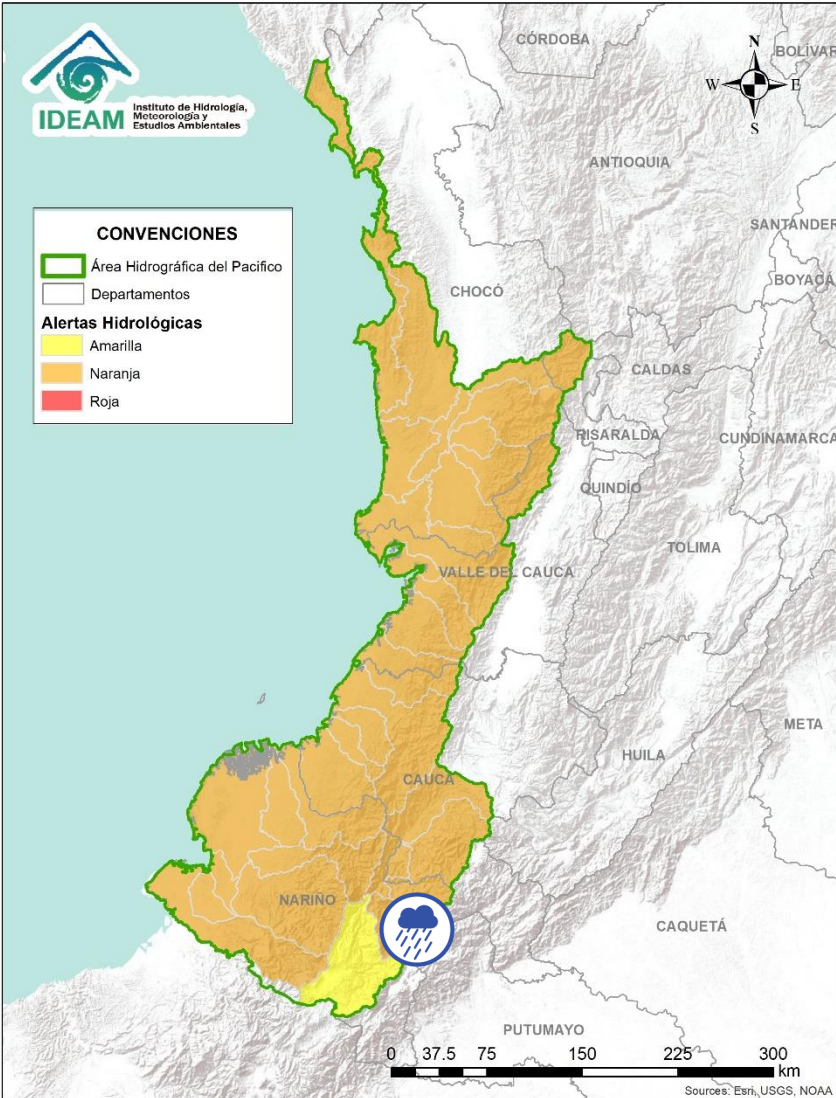 IDEAM
Instituto de Hidrología,
Meteorología y
Estudios Ambientales
CÓRDOBA
BOLÍVAR
N
W
E
S
ANTIOQUIA
SANTANDER
BOYACÁ
CONVENCIONES
Área Hidrográfica del Pacifico
Departamentos
Alertas Hidrológicas
Amarilla
Naranja
Roja
CHOCÓ
CALDAS
RISARALDA
CUNDINAMARCA
QUINDÍO
TOLIMA
VALLE DEL CAUCA
META
HUILA
CAUCA
NARIÑO
CAQUETÁ
PUTUMAYO
0 37.5 75 150 225 300
km
Sources: Esri, USGS, NOAA